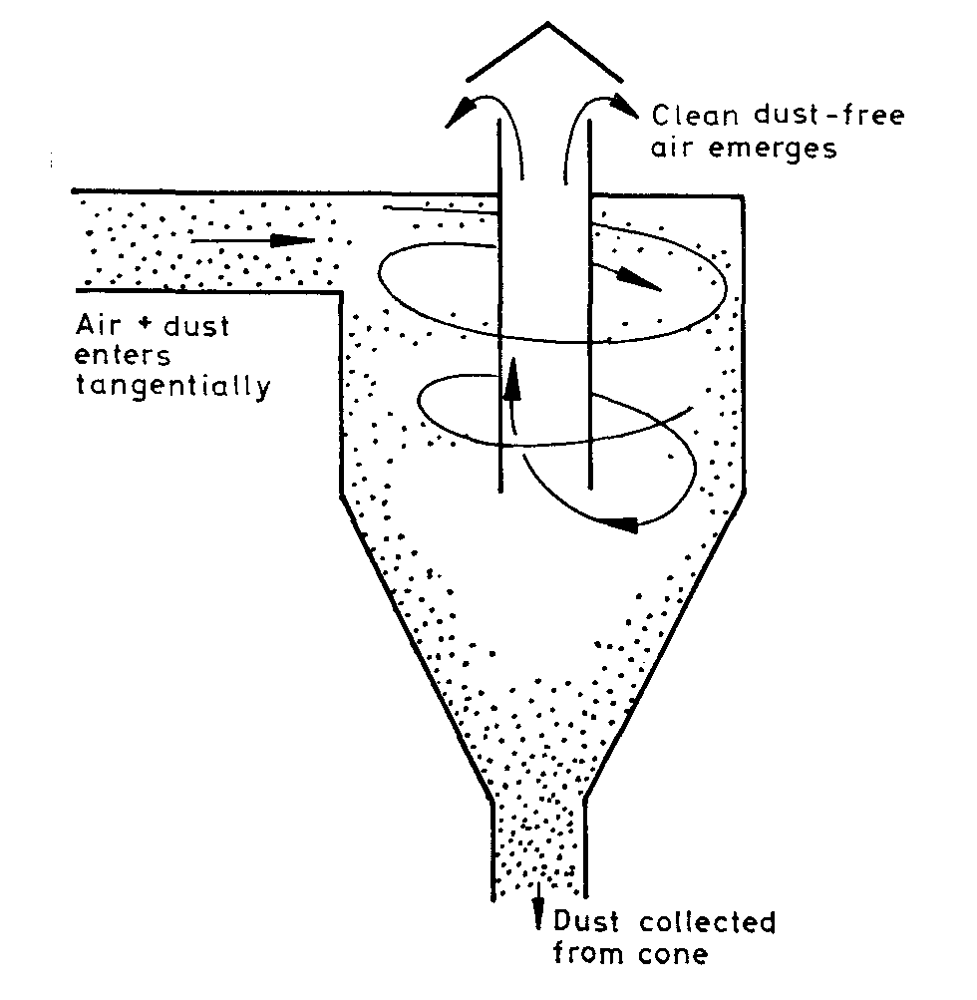 Clean dust-free
air emerges
Air + dust
enters
tangentially
Dust collected
from cone